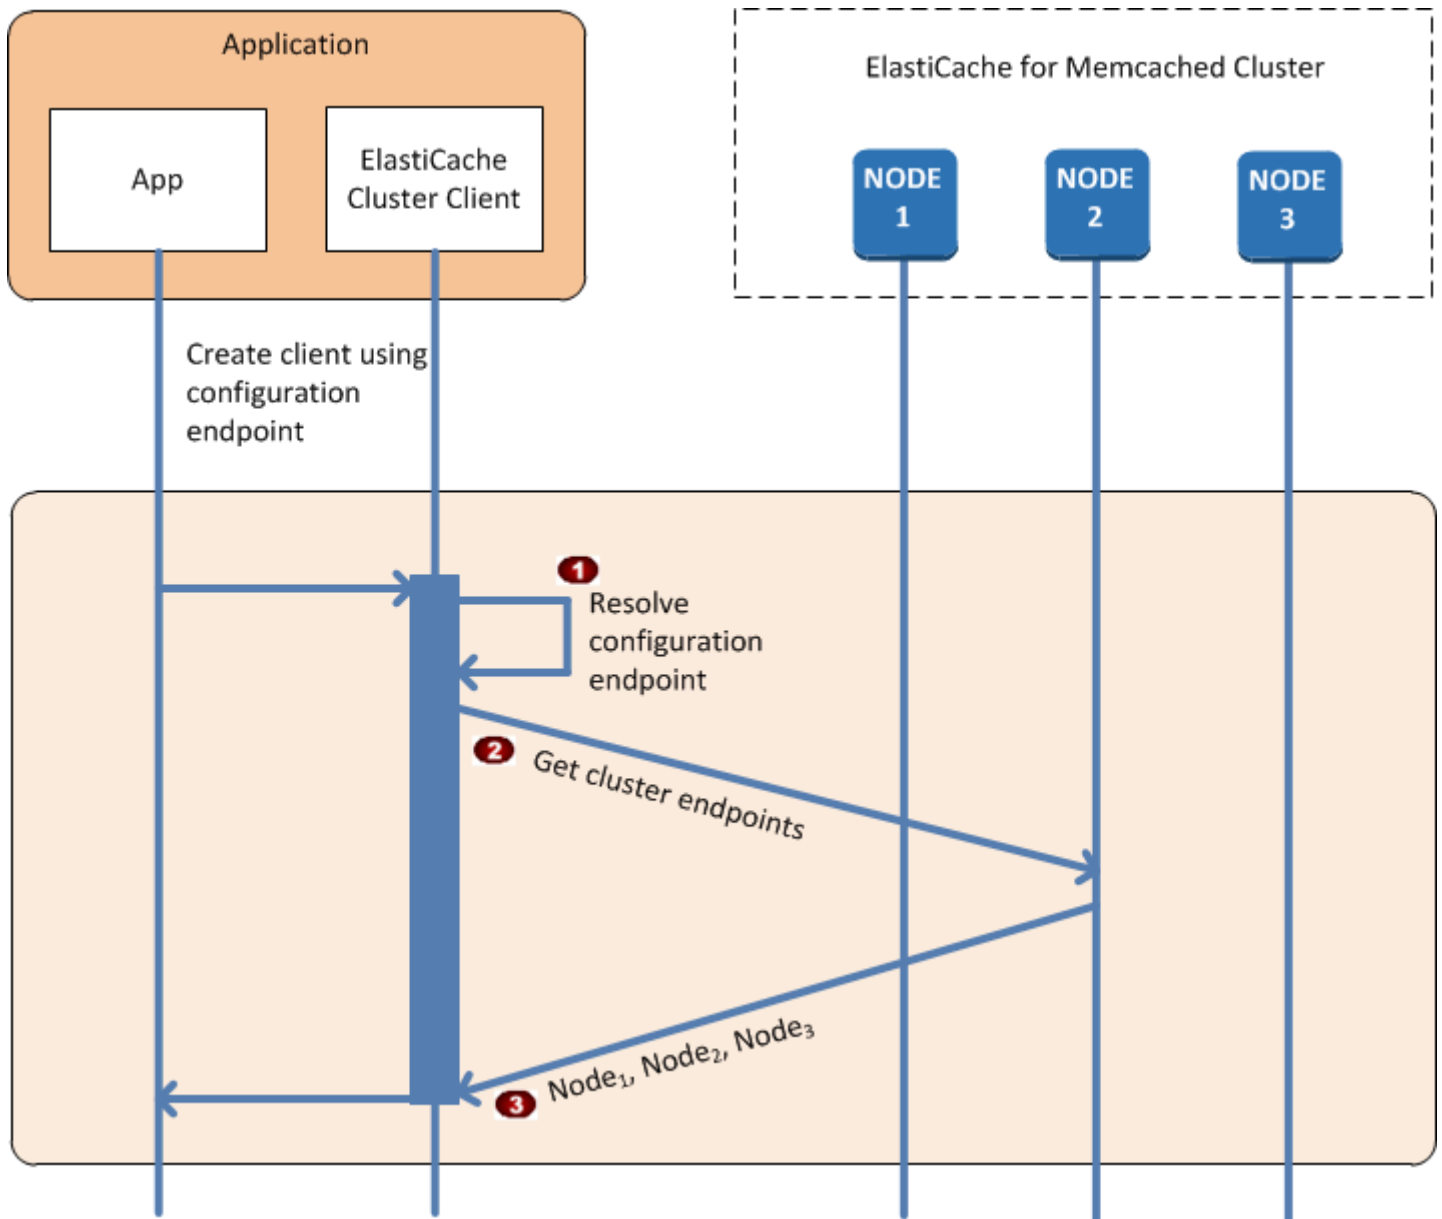 Application
App
ElastiCache
Cluster Client
ElastiCache for Memcached Cluster
NODE
1
NODE
2
NODE
3
Create client using
configuration
endpoint
1
Resolve
configuration
endpoint
2
Get cluster endpoints
3
Node₁, Node₂, Node₃